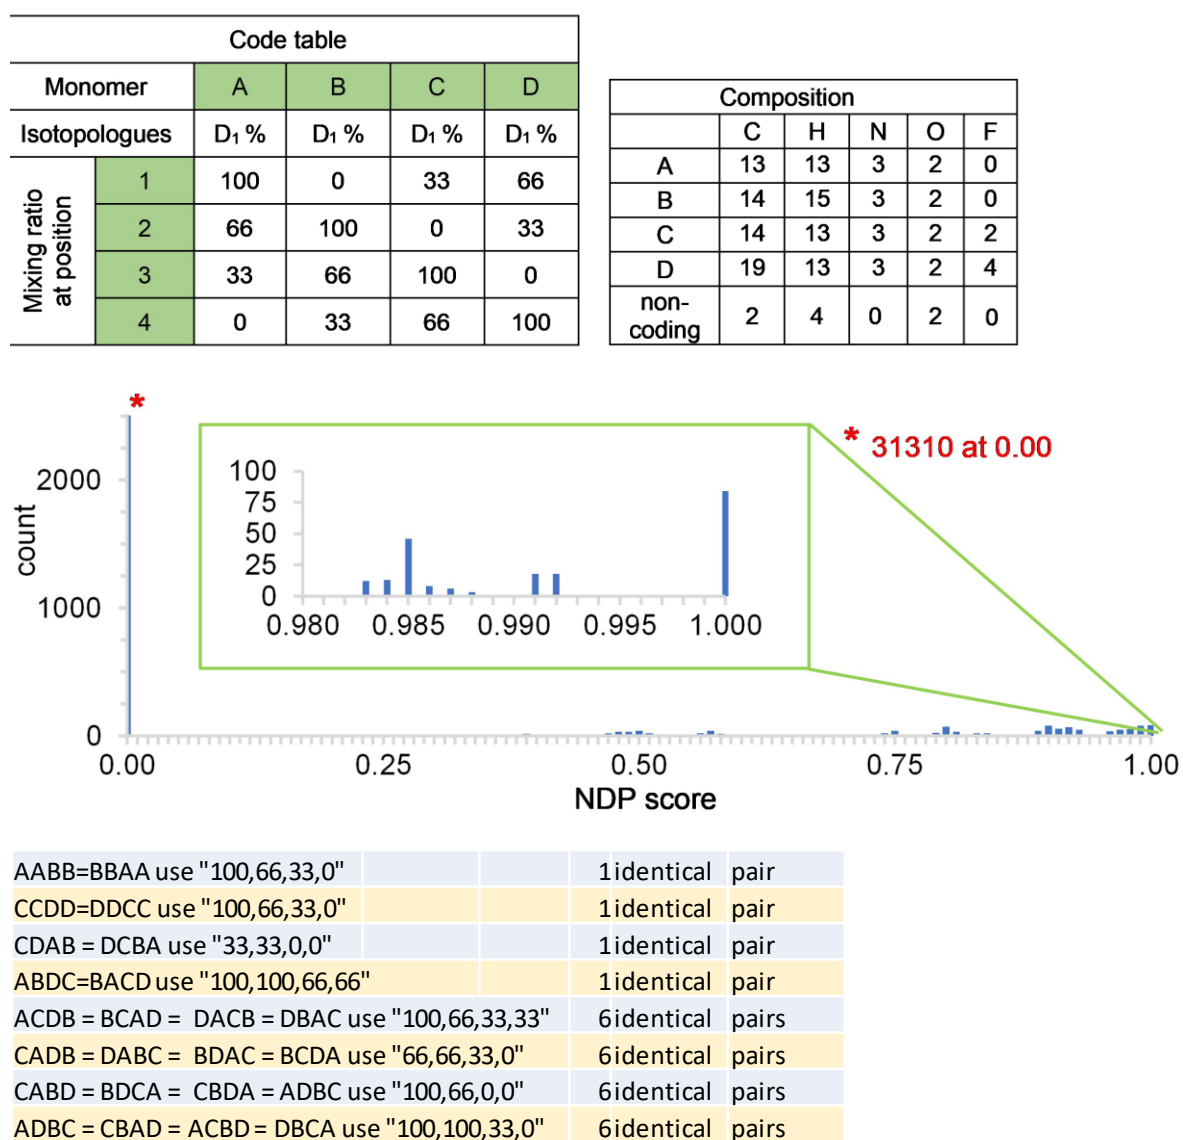 Code table
Monomer A B C D
Isotopologues D₁ % D₁ % D₁ % D₁ %
Mixing ratio at position
1 100 0 33 66
2 66 100 0 33
3 33 66 100 0
4 0 33 66 100
Composition
C H N O F
A 13 13 3 2 0
B 14 15 3 2 0
C 14 13 3 2 2
D 19 13 3 2 4
non-coding 2 4 0 2 0
*
* 31310 at 0.00
count
2000
1000
0
100
75
50
25
0
0.980 0.985 0.990 0.995 1.000
0.00 0.25 0.50 0.75 1.00
NDP score
AABB=BBAA use "100,66,33,0" 1 identical pair
CCDD=DDCC use "100,66,33,0" 1 identical pair
CDAB = DCBA use "33,33,0,0" 1 identical pair
ABDC=BACD use "100,100,66,66" 1 identical pair
ACDB = BCAD = DACB = DBAC use "100,66,33,33" 6 identical pairs
CADB = DABC = BDAC = BCDA use "66,66,33,0" 6 identical pairs
CABD = BDCA = CBDA = ADBC use "100,66,0,0" 6 identical pairs
ADBC = CBAD = ACBD = DBCA use "100,100,33,0" 6 identical pairs